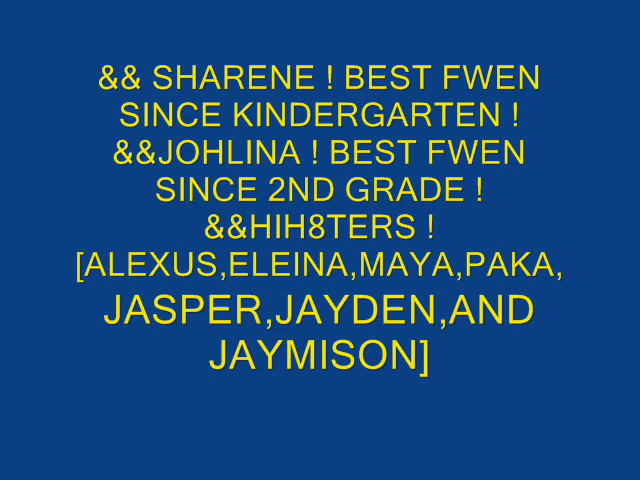 && SHARENE ! BEST FWEN
SINCE KINDERGARTEN !
&&JOHLINA ! BEST FWEN
SINCE 2ND GRADE !
&&HIH8TERS !
[ALEXUS,ELEINA,MAYA,PAKA,
JASPER,JAYDEN,AND
JAYMISON]